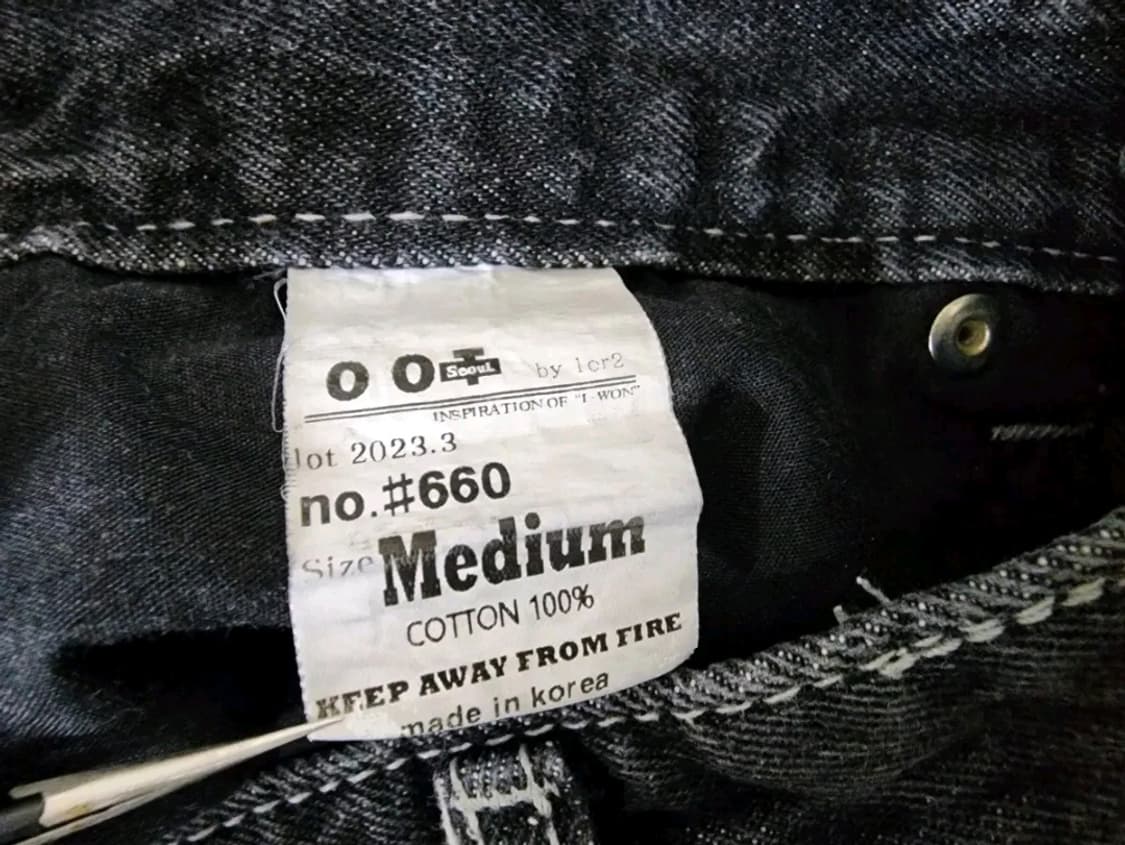 O O Seoul by lcr2
INSPIRATION OF "I-WON"
lot 2023.3
no.#660
Size Medium
COTTON 100%
KEEP AWAY FROM FIRE
made in korea